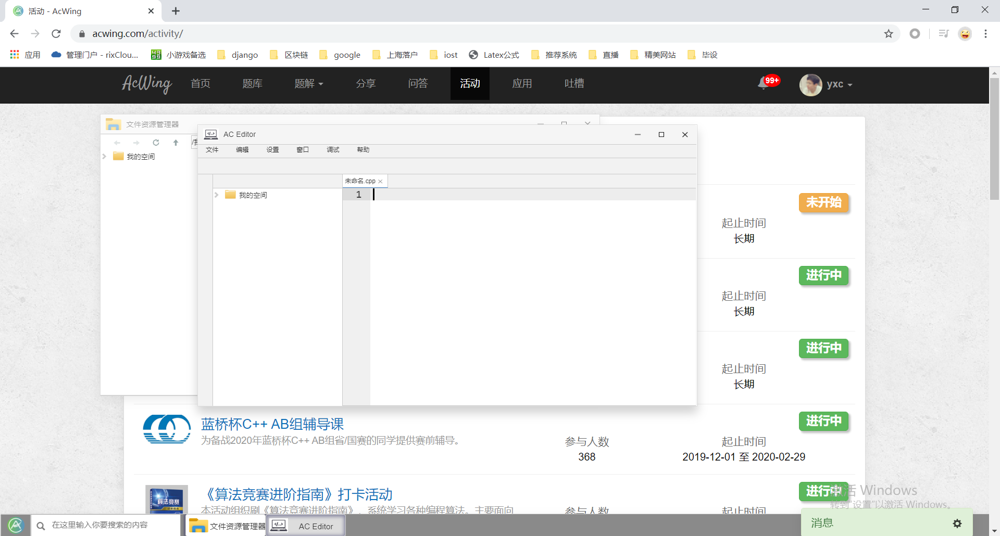 活动 - AcWing
acwing.com/activity/
应用 管理门户 - rixClou... 小游戏备选 django 区块链 google 上海落户 iost Latex公式 推荐系统 直播 精美网站 毕设
AcWing 首页 题库 题解 分享 问答 活动 应用 吐槽 99+ yxc
文件资源管理器
我的空间
AC Editor
文件 编辑 设置 窗口 调试 帮助
未命名.cpp
我的空间
1
未开始
起止时间
长期
进行中
起止时间
长期
进行中
起止时间
长期
蓝桥杯C++ AB组辅导课
为备战2020年蓝桥杯C++ AB组省/国赛的同学提供赛前辅导。
参与人数
368
进行中
起止时间
2019-12-01 至 2020-02-29
算法竞赛
进阶指南
《算法竞赛进阶指南》打卡活动
本活动组织刷《算法竞赛进阶指南》，系统学习各种编程算法。主要面向
参与人数
进行中
起止时间
激活 Windows
转到"设置"以激活 Windows。
在这里输入你要搜索的内容
文件资源管理器
AC Editor
消息